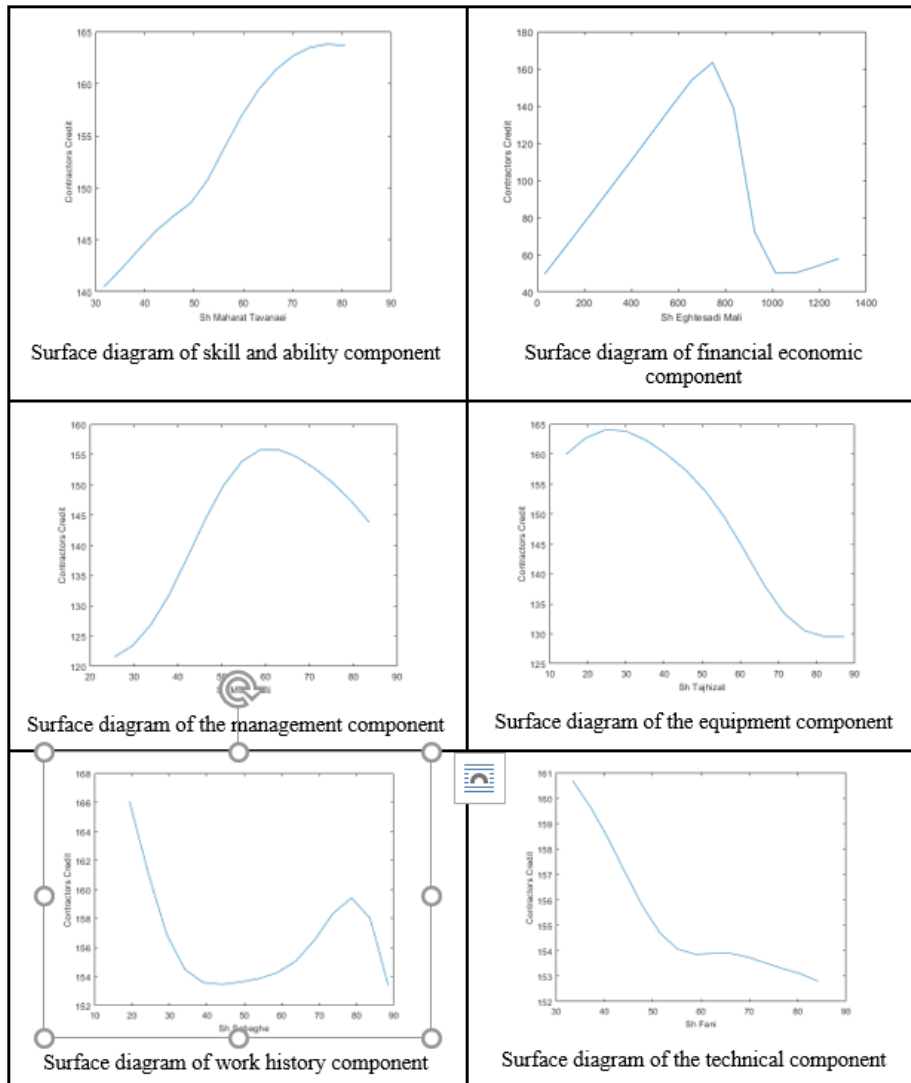 165
160
155
150
145
140
Contractors Credit
30 40 50 60 70 80 90
Sh Maharat Tavanaei
Surface diagram of skill and ability component
180
160
140
120
100
80
60
40
Contractors Credit
0 200 400 600 800 1000 1200 1400
Sh Eghtesadi Mali
Surface diagram of financial economic
component
160
155
150
145
140
135
130
125
120
Contractors Credit
20 30 40 50 60 70 80 90
Surface diagram of the management component
165
160
155
150
145
140
135
130
125
Contractors Credit
10 20 30 40 50 60 70 80 90
Sh Tajhizat
Surface diagram of the equipment component
168
166
164
162
160
158
156
154
152
Contractors Credit
10 20 30 40 50 60 70 80 90
Sh
Surface diagram of work history component
161
160
159
158
157
156
155
154
153
152
Contractors Credit
30 40 50 60 70 80 90
Sh Fani
Surface diagram of the technical component